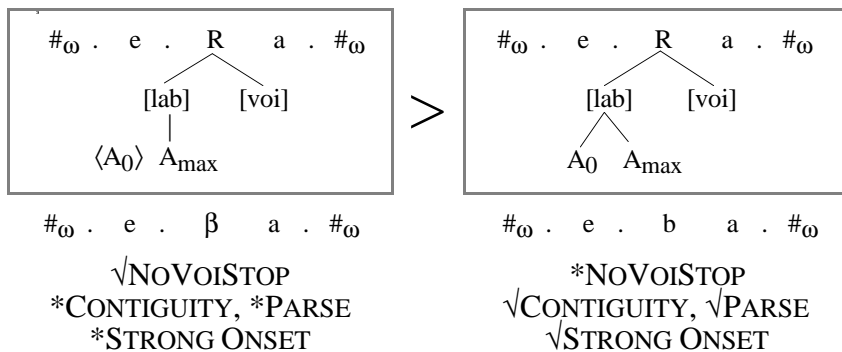 #ω . e . R a . #ω > #ω . e . R a . #ω
[lab] [voi] [lab] [voi]
⟨A0⟩ Amax A0 Amax
#ω . e . β a . #ω #ω . e . b a . #ω
√NOVOISTOP *NOVOISTOP
*CONTIGUITY, *PARSE √CONTIGUITY, √PARSE
*STRONG ONSET √STRONG ONSET